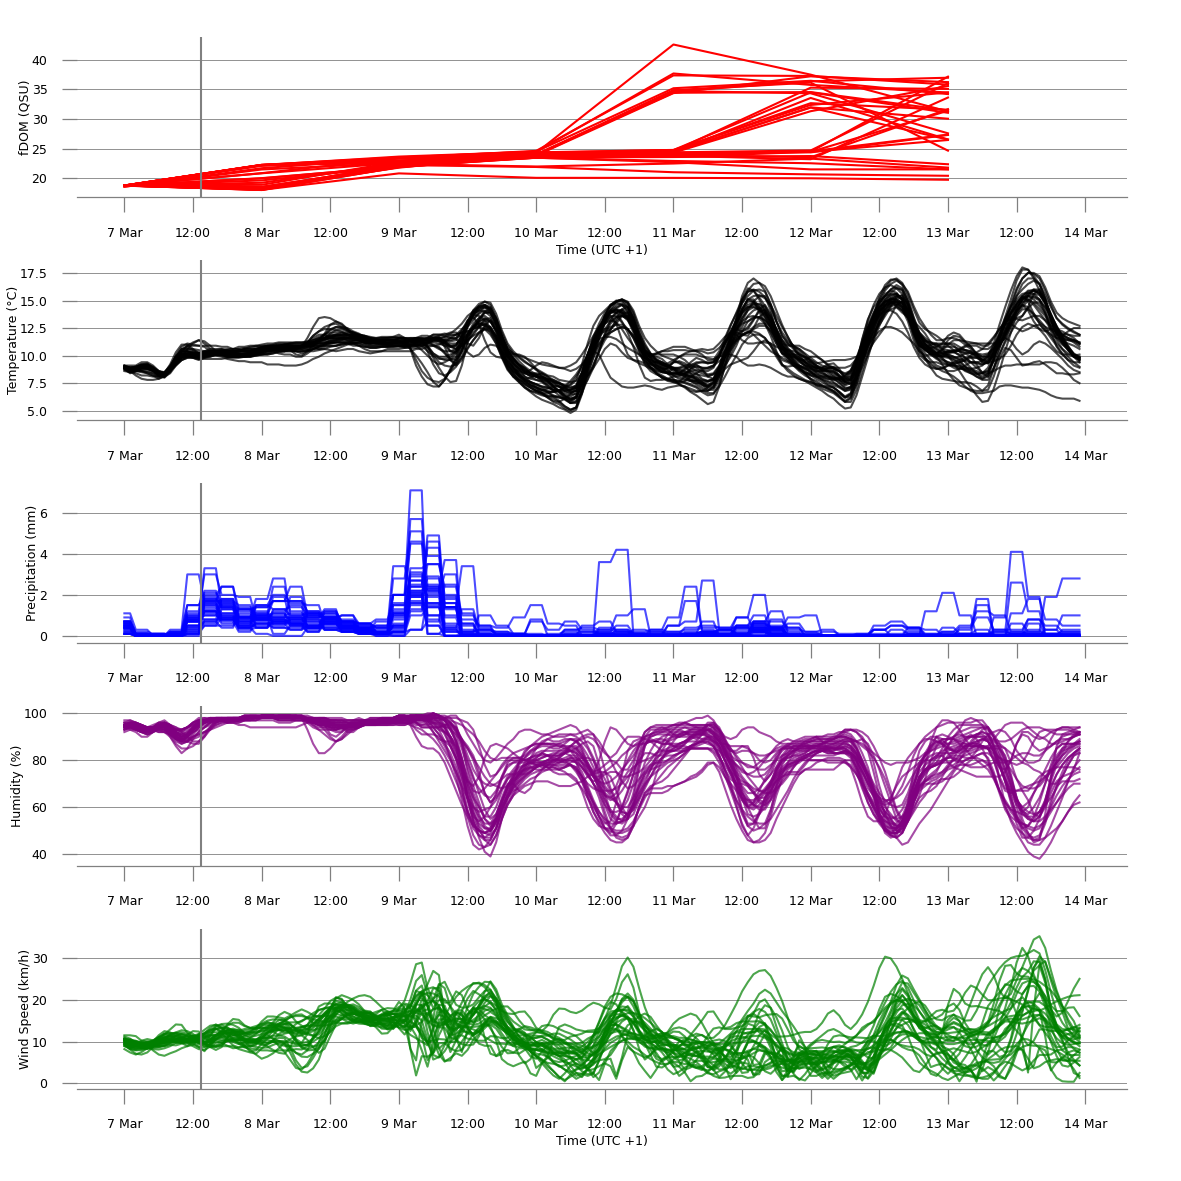 fDOM (QSU)
40
35
30
25
20
7 Mar 12:00 8 Mar 12:00 9 Mar 12:00 10 Mar 12:00 11 Mar 12:00 12 Mar 12:00 13 Mar 12:00 14 Mar
Time (UTC +1)
Temperature (°C)
17.5
15.0
12.5
10.0
7.5
5.0
7 Mar 12:00 8 Mar 12:00 9 Mar 12:00 10 Mar 12:00 11 Mar 12:00 12 Mar 12:00 13 Mar 12:00 14 Mar
Precipitation (mm)
6
4
2
0
7 Mar 12:00 8 Mar 12:00 9 Mar 12:00 10 Mar 12:00 11 Mar 12:00 12 Mar 12:00 13 Mar 12:00 14 Mar
Humidity (%)
100
80
60
40
7 Mar 12:00 8 Mar 12:00 9 Mar 12:00 10 Mar 12:00 11 Mar 12:00 12 Mar 12:00 13 Mar 12:00 14 Mar
Wind Speed (km/h)
30
20
10
0
7 Mar 12:00 8 Mar 12:00 9 Mar 12:00 10 Mar 12:00 11 Mar 12:00 12 Mar 12:00 13 Mar 12:00 14 Mar
Time (UTC +1)